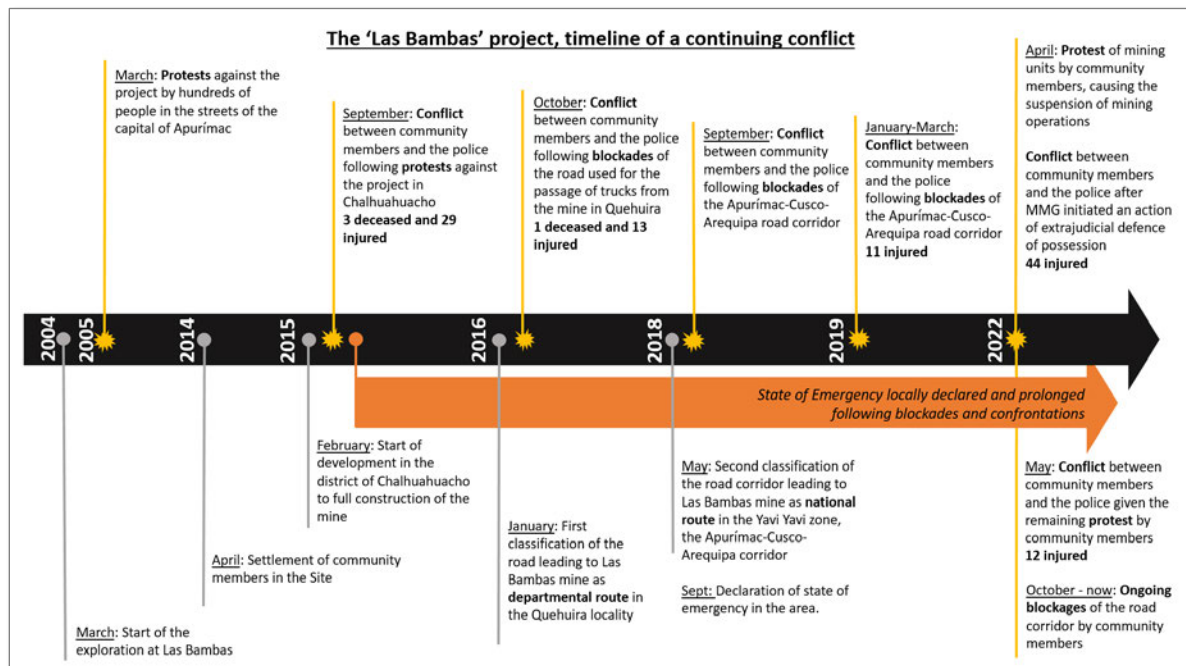 The 'Las Bambas' project, timeline of a continuing conflict
March: Protests against the
project by hundreds of
people in the streets of the
capital of Apurímac
September: Conflict
between community
members and the police
following protests against
the project in
Chalhuahuacho
3 deceased and 29
injured
October: Conflict
between community
members and the police
following blockades of
the road used for the
passage of trucks from
the mine in Quehuira
1 deceased and 13
injured
September: Conflict
between community
members and the police
following blockades of
the Apurímac-Cusco-
Arequipa road corridor
January-March:
Conflict between
community members
and the police
following blockades of
the Apurímac-Cusco-
Arequipa road corridor
11 injured
April: Protest of mining
units by community
members, causing the
suspension of mining
operations
Conflict between
community members
and the police after
MMG initiated an action
of extrajudicial defence
of possession
44 injured
2004
2005
2014
2015
2016
2018
2019
2022
State of Emergency locally declared and prolonged
following blockades and confrontations
March: Start of the
exploration at Las Bambas
April: Settlement of community
members in the Site
February: Start of
development in the
district of Chalhuahuacho
to full construction of the
mine
January: First
classification of the
road leading to Las
Bambas mine as
departmental route in
the Quehuira locality
May: Second classification of
the road corridor leading to
Las Bambas mine as national
route in the Yavi Yavi zone,
the Apurímac-Cusco-
Arequipa corridor
Sept: Declaration of state of
emergency in the area.
May: Conflict between
community members
and the police given the
remaining protest by
community members
12 injured
October - now: Ongoing
blockages of the road
corridor by community
members